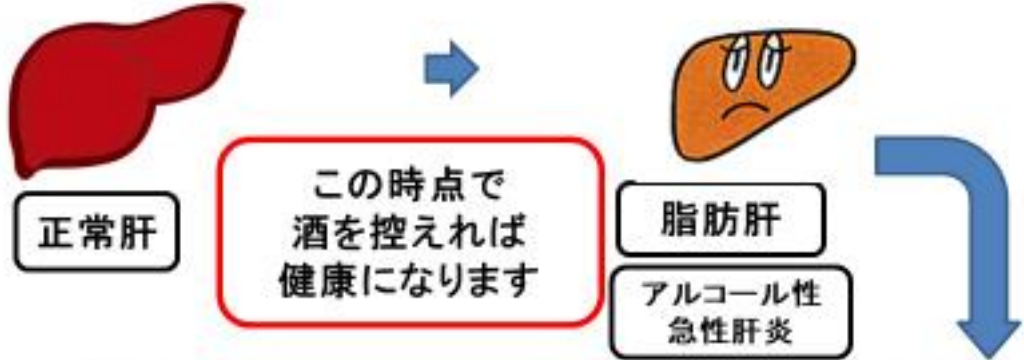 正常肝
この時点で
酒を控えれば
健康になります
脂肪肝
アルコール性
急性肝炎